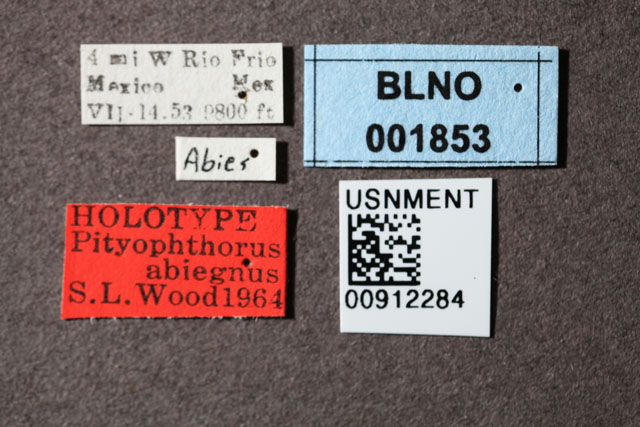 4 mi W Rio Frio
Mexico Mex
VII-14.53 9800 ft
Abies
HOLOTYPE
Pityophthorus
abiegnus
S.L.Wood1964
BLNO
001853
USNMENT
00912284